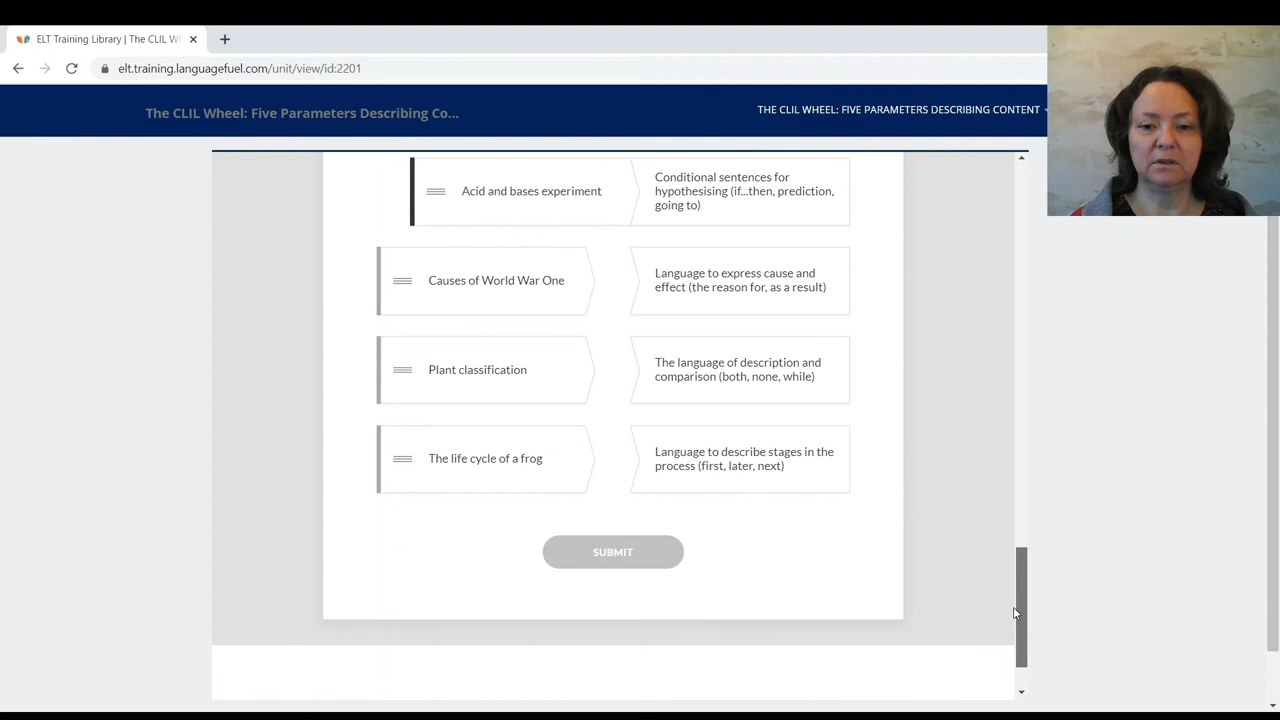 ELT Training Library | The CLIL W
elt.training.languagefuel.com/unit/view/id:2201
The CLIL Wheel: Five Parameters Describing Co...
THE CLIL WHEEL: FIVE PARAMETERS DESCRIBING CONTENT
Acid and bases experiment
Conditional sentences for
hypothesising (if...then, prediction,
going to)
Causes of World War One
Language to express cause and
effect (the reason for, as a result)
Plant classification
The language of description and
comparison (both, none, while)
The life cycle of a frog
Language to describe stages in the
process (first, later, next)
SUBMIT